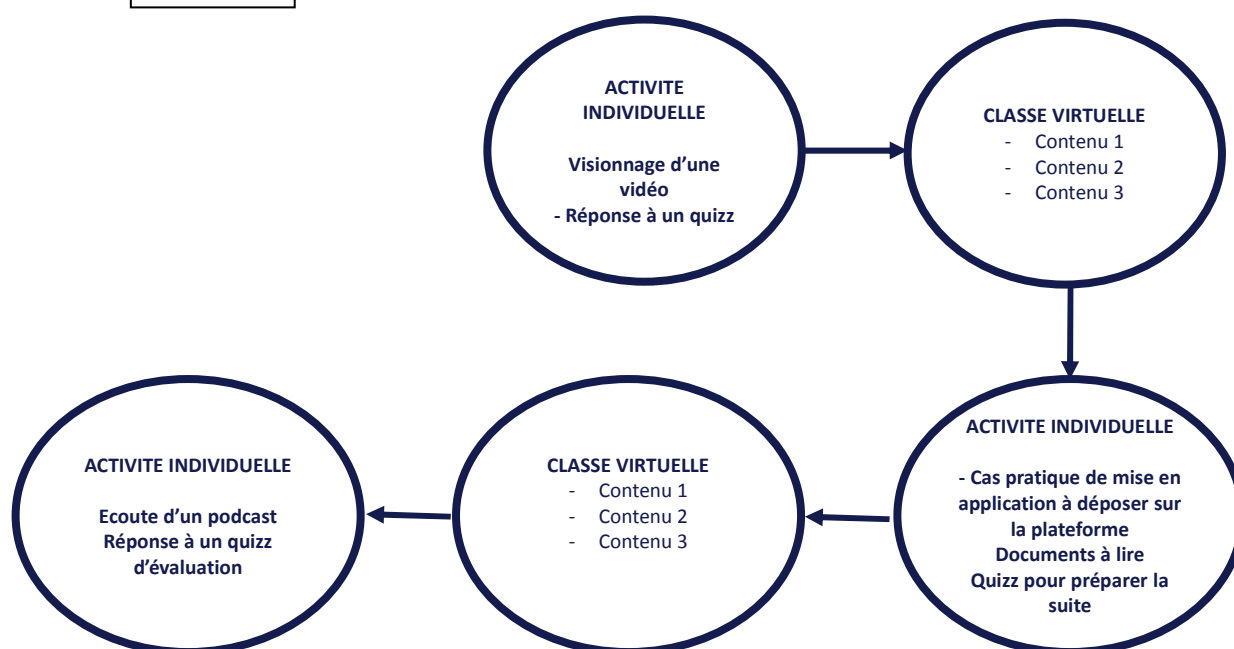 ACTIVITE
INDIVIDUELLE
Visionnage d’une
vidéo
- Réponse à un quizz
CLASSE VIRTUELLE
- Contenu 1
- Contenu 2
- Contenu 3
ACTIVITE INDIVIDUELLE
- Cas pratique de mise en
application à déposer sur
la plateforme
Documents à lire
Quizz pour préparer la
suite
CLASSE VIRTUELLE
- Contenu 1
- Contenu 2
- Contenu 3
ACTIVITE INDIVIDUELLE
Ecoute d’un podcast
Réponse à un quizz
d’évaluation